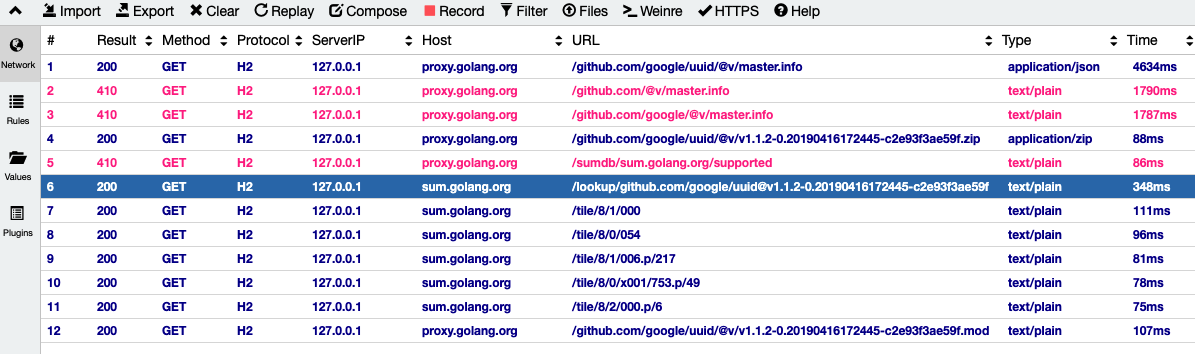 Import Export Clear Replay Compose Record Filter Files Weinre HTTPS Help
Network
Rules
Values
Plugins
# Result Method Protocol ServerIP Host URL Type Time
1 200 GET H2 127.0.0.1 proxy.golang.org /github.com/google/uuid/@v/master.info application/json 4634ms
2 410 GET H2 127.0.0.1 proxy.golang.org /github.com/@v/master.info text/plain 1790ms
3 410 GET H2 127.0.0.1 proxy.golang.org /github.com/google/@v/master.info text/plain 1787ms
4 200 GET H2 127.0.0.1 proxy.golang.org /github.com/google/uuid/@v/v1.1.2-0.20190416172445-c2e93f3ae59f.zip application/zip 88ms
5 410 GET H2 127.0.0.1 proxy.golang.org /sumdb/sum.golang.org/supported text/plain 86ms
6 200 GET H2 127.0.0.1 sum.golang.org /lookup/github.com/google/uuid@v1.1.2-0.20190416172445-c2e93f3ae59f text/plain 348ms
7 200 GET H2 127.0.0.1 sum.golang.org /tile/8/1/000 text/plain 111ms
8 200 GET H2 127.0.0.1 sum.golang.org /tile/8/0/054 text/plain 96ms
9 200 GET H2 127.0.0.1 sum.golang.org /tile/8/1/006.p/217 text/plain 81ms
10 200 GET H2 127.0.0.1 sum.golang.org /tile/8/0/x001/753.p/49 text/plain 78ms
11 200 GET H2 127.0.0.1 sum.golang.org /tile/8/2/000.p/6 text/plain 75ms
12 200 GET H2 127.0.0.1 proxy.golang.org /github.com/google/uuid/@v/v1.1.2-0.20190416172445-c2e93f3ae59f.mod text/plain 107ms